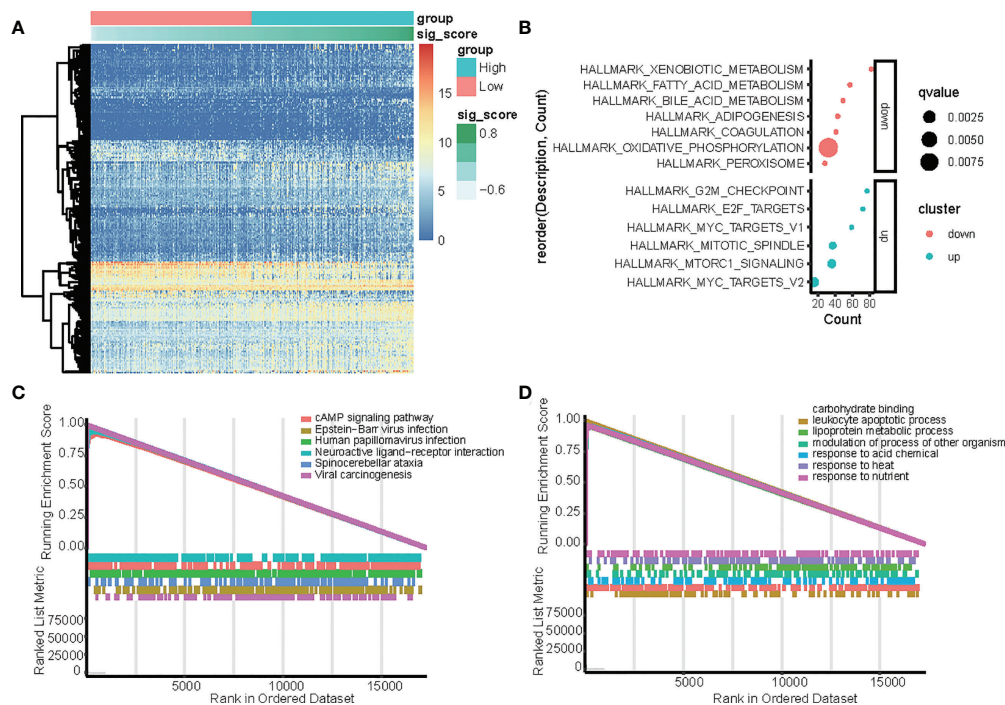 A
group
sig_score
15
10
5
0
group
High
Low
sig_score
0.8
−0.6
B
reorder(Description, Count)
HALLMARK_XENOBIOTIC_METABOLISM
HALLMARK_FATTY_ACID_METABOLISM
HALLMARK_BILE_ACID_METABOLISM
HALLMARK_ADIPOGENESIS
HALLMARK_COAGULATION
HALLMARK_OXIDATIVE_PHOSPHORYLATION
HALLMARK_PEROXISOME
down
HALLMARK_G2M_CHECKPOINT
HALLMARK_E2F_TARGETS
HALLMARK_MYC_TARGETS_V1
HALLMARK_MITOTIC_SPINDLE
HALLMARK_MTORC1_SIGNALING
HALLMARK_MYC_TARGETS_V2
up
20 40 60 80
Count
qvalue
0.0025
0.0050
0.0075
cluster
down
up
C
Running Enrichment Score
1.00
0.75
0.50
0.25
0.00
cAMP signaling pathway
Epstein−Barr virus infection
Human papillomavirus infection
Neuroactive ligand−receptor interaction
Spinocerebellar ataxia
Viral carcinogenesis
Ranked List Metric
75000
50000
25000
0
5000 10000 15000
Rank in Ordered Dataset
D
Running Enrichment Score
1.00
0.75
0.50
0.25
0.00
carbohydrate binding
leukocyte apoptotic process
lipoprotein metabolic process
modulation of process of other organism
response to acid chemical
response to heat
response to nutrient
Ranked List Metric
75000
50000
25000
0
5000 10000 15000
Rank in Ordered Dataset